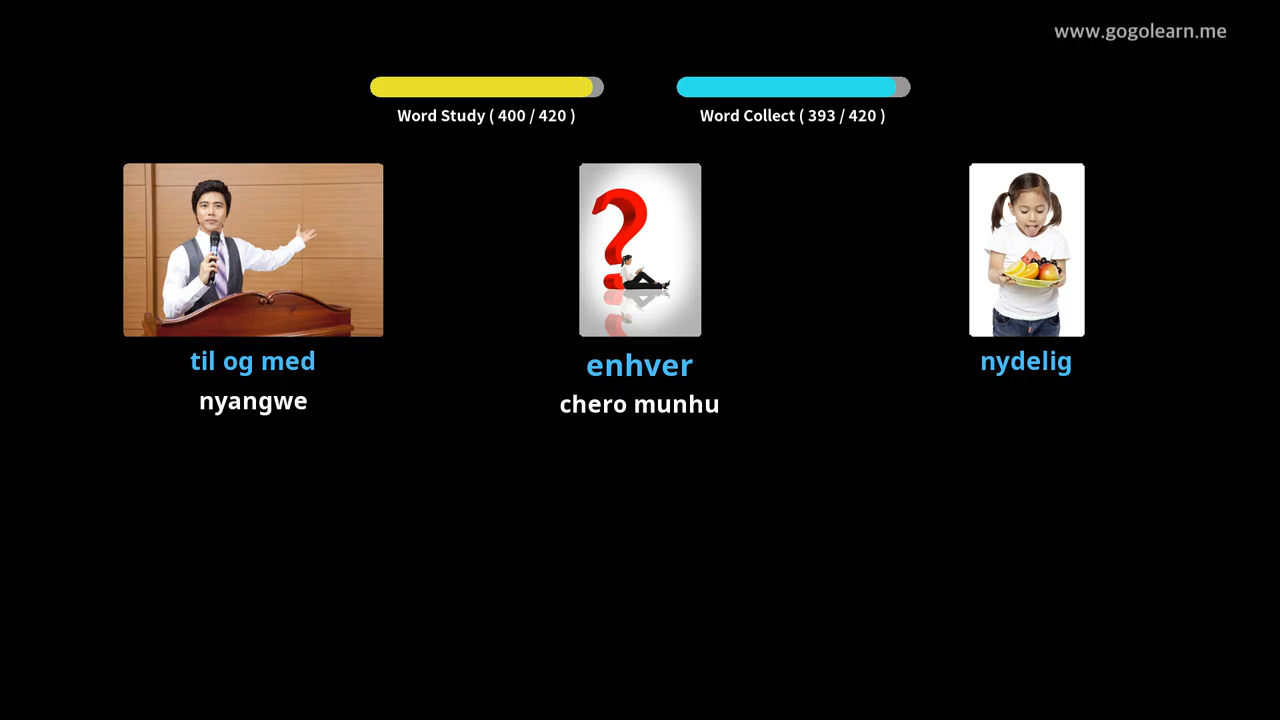 www.gogolearn.me
Word Study ( 400 / 420 )
Word Collect ( 393 / 420 )
til og med
enhver
nydelig
nyangwe
chero munhu